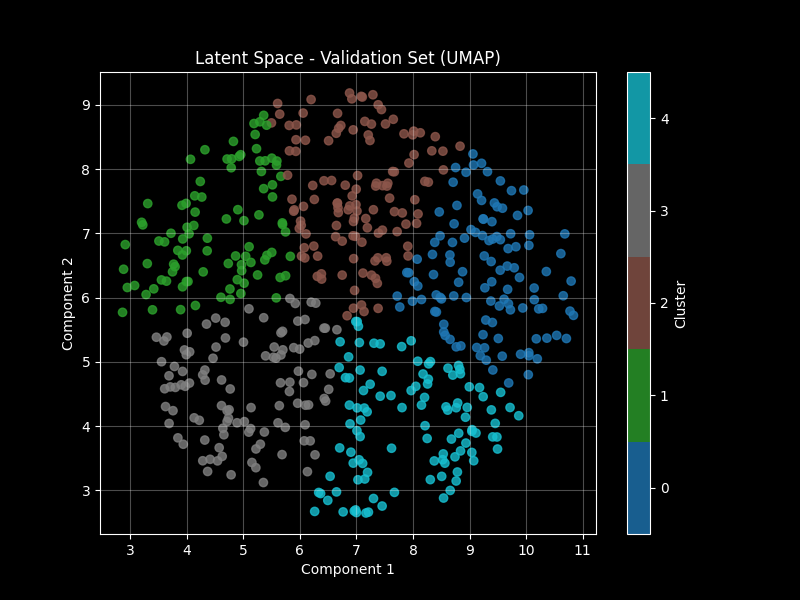 Latent Space - Validation Set (UMAP)
9
8
7
6
5
4
3
Component 2
3 4 5 6 7 8 9 10 11
Component 1
4
3
2
1
0
Cluster